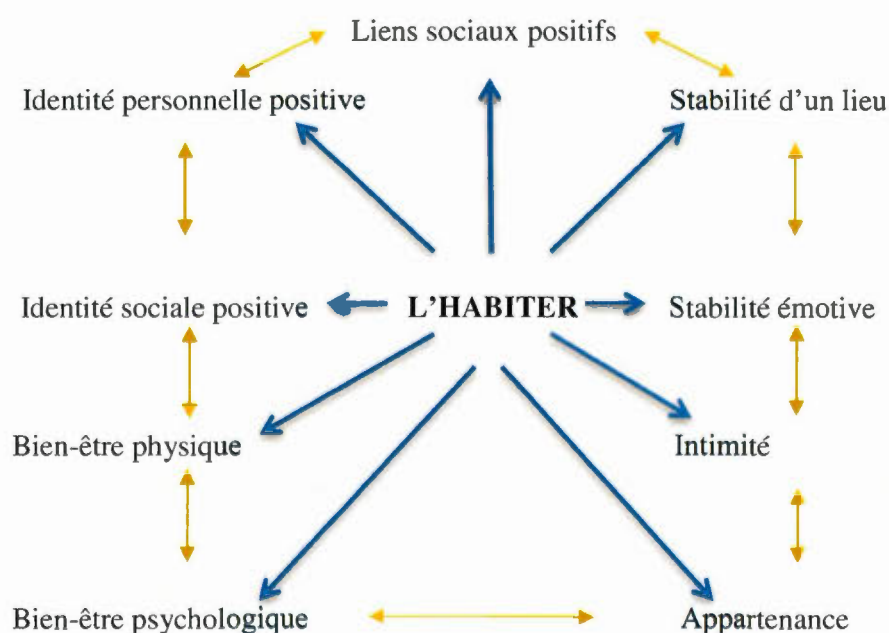 Liens sociaux positifs
Identité personnelle positive
Stabilité d'un lieu
Identité sociale positive
L'HABITER
Stabilité émotive
Bien-être physique
Intimité
Bien-être psychologique
Appartenance